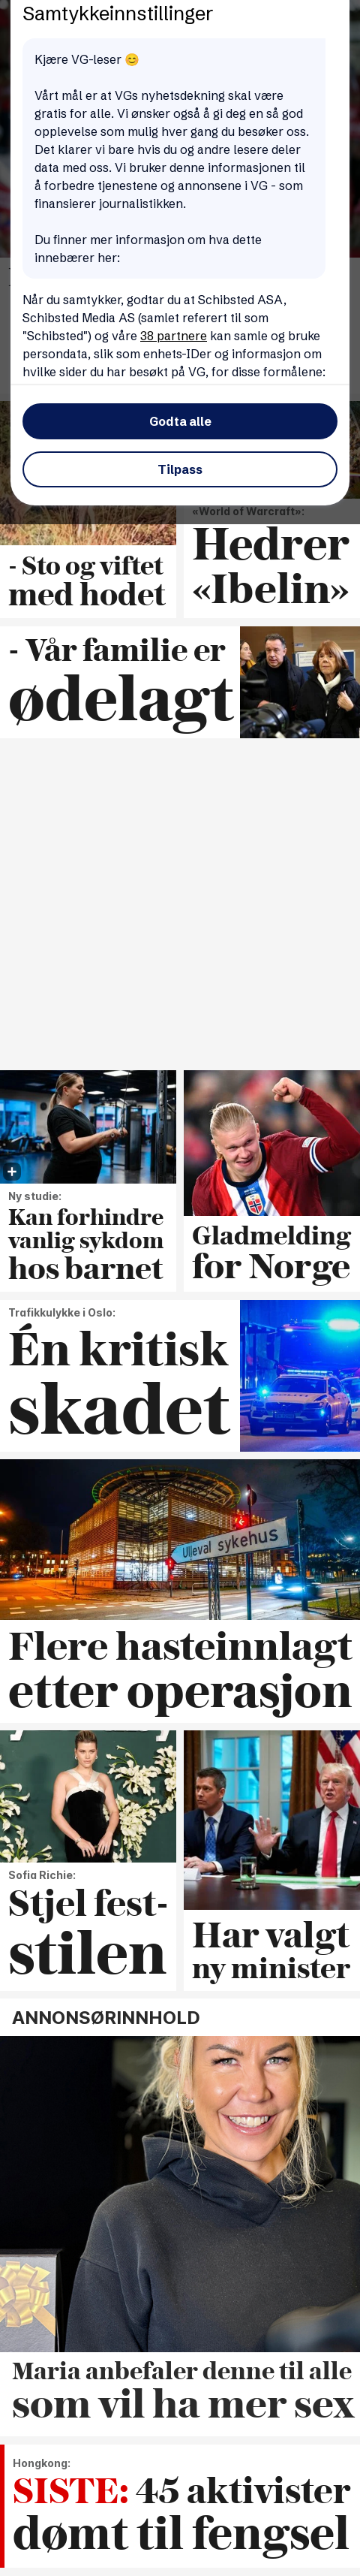 Samtykkeinnstillinger
Kjære VG-leser 😊
Vårt mål er at VGs nyhetsdekning skal være
gratis for alle. Vi ønsker også å gi deg en så god
opplevelse som mulig hver gang du besøker oss.
Det klarer vi bare hvis du og andre lesere deler
data med oss. Vi bruker denne informasjonen til
å forbedre tjenestene og annonsene i VG - som
finansierer journalistikken.
Du finner mer informasjon om hva dette
innebærer her:
Når du samtykker, godtar du at Schibsted ASA,
Schibsted Media AS (samlet referert til som
"Schibsted") og våre 38 partnere kan samle og bruke
persondata, slik som enhets-IDer og informasjon om
hvilke sider du har besøkt på VG, for disse formålene:
Godta alle
Tilpass
- Sto og viftet
med hodet
«World of Warcraft»:
Hedrer
«Ibelin»
- Vår familie er
ødelagt
Ny studie:
Kan forhindre
vanlig sykdom
hos barnet
Gladmelding
for Norge
Trafikkulykke i Oslo:
Én kritisk
skadet
Ullevål sykehus
Flere hasteinnlagt
etter operasjon
Sofia Richie:
Stjel fest-
stilen
Har valgt
ny minister
ANNONSØRINNHOLD
Maria anbefaler denne til alle
som vil ha mer sex
Hongkong:
SISTE: 45 aktivister
dømt til fengsel